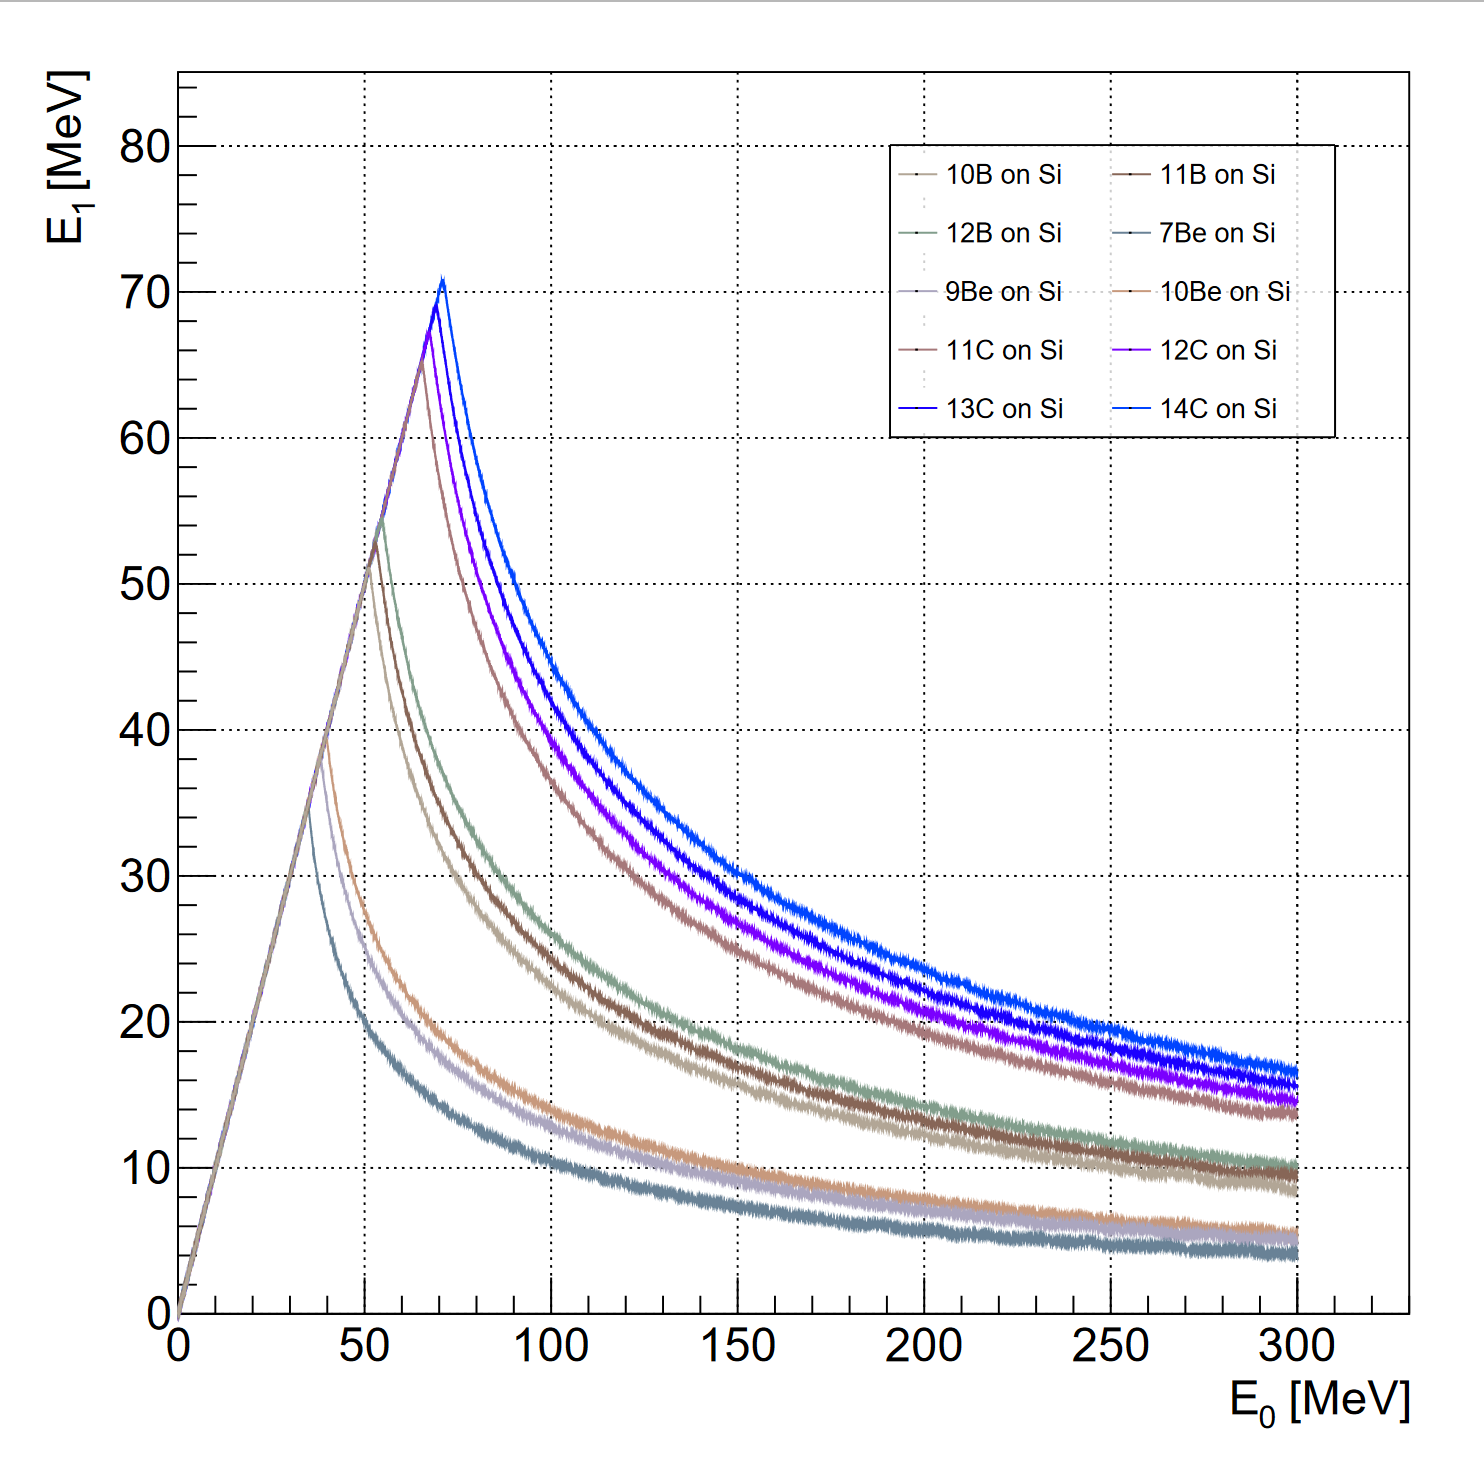 E1 [MeV]
80
70
60
50
40
30
20
10
0
10B on Si 11B on Si
12B on Si 7Be on Si
9Be on Si 10Be on Si
11C on Si 12C on Si
13C on Si 14C on Si
0 50 100 150 200 250 300
E0 [MeV]